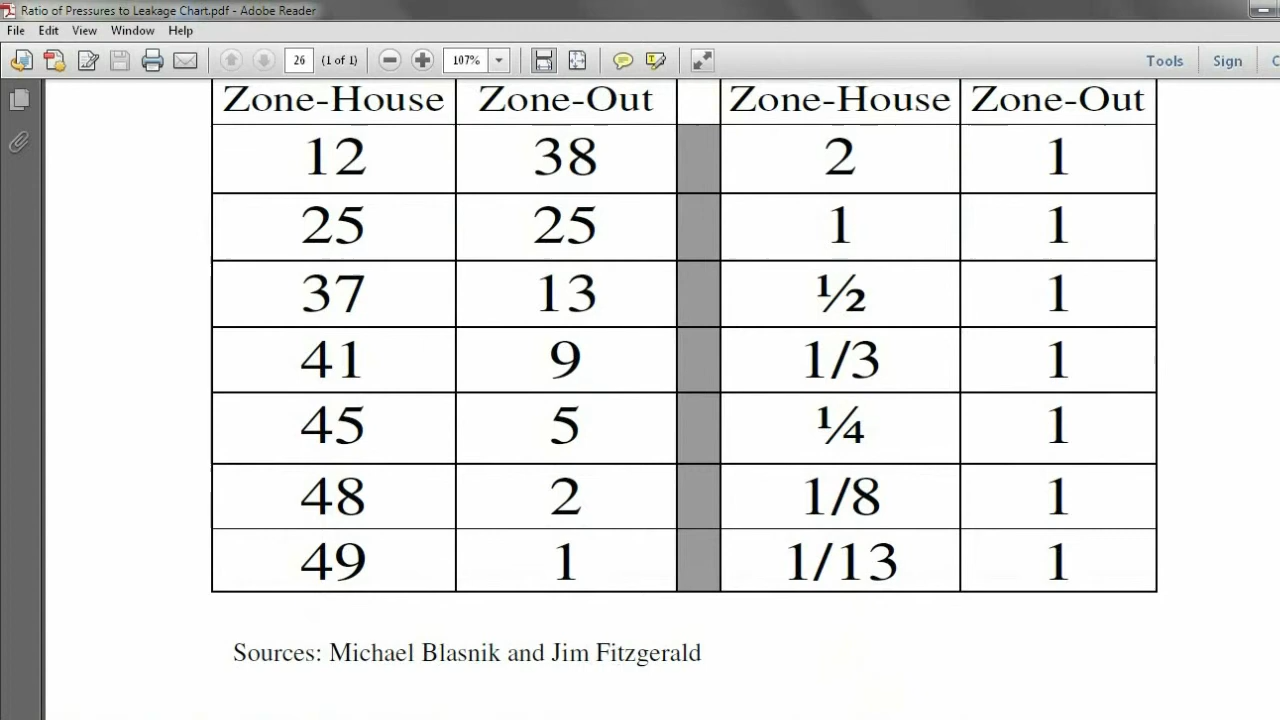 Ratio of Pressures to Leakage Chart.pdf - Adobe Reader
File Edit View Window Help
26 (1 of 1) 107% Tools Sign C
Zone-House Zone-Out Zone-House Zone-Out
12 38 2 1
25 25 1 1
37 13 ½ 1
41 9 1/3 1
45 5 ¼ 1
48 2 1/8 1
49 1 1/13 1
Sources: Michael Blasnik and Jim Fitzgerald